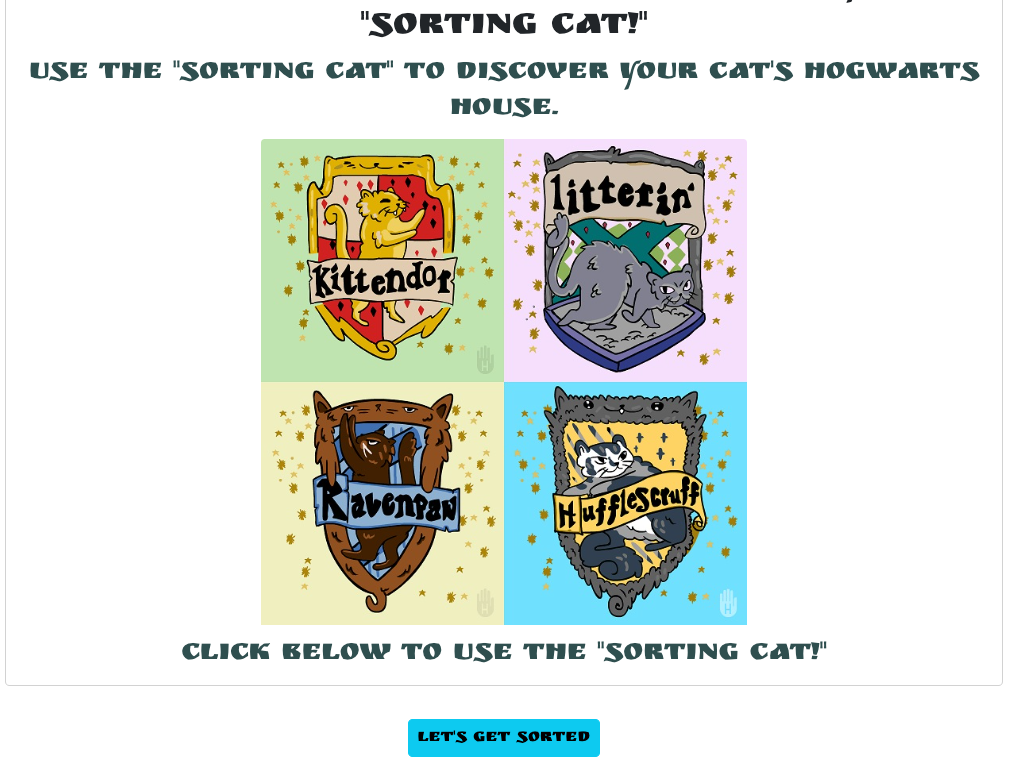 "SORTING CAT!"
USE THE "SORTING CAT" TO DISCOVER YOUR CAT'S HOGWARTS
HOUSE.
Kittendor
litterin'
Ravenpaw
Hufflescruff
CLICK BELOW TO USE THE "SORTING CAT!"
LET'S GET SORTED